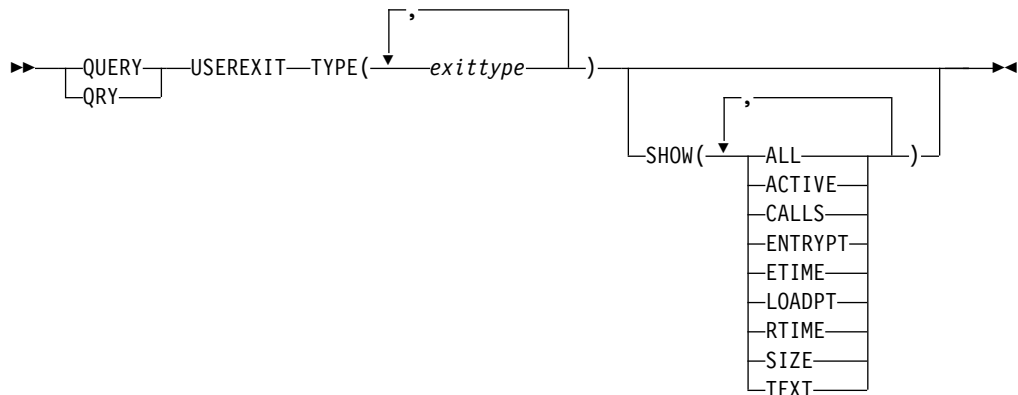 ,
QUERY USEREXIT TYPE( exittype )
QRY
,
SHOW( ALL )
ACTIVE
CALLS
ENTRYPT
ETIME
LOADPT
RTIME
SIZE
TEXT